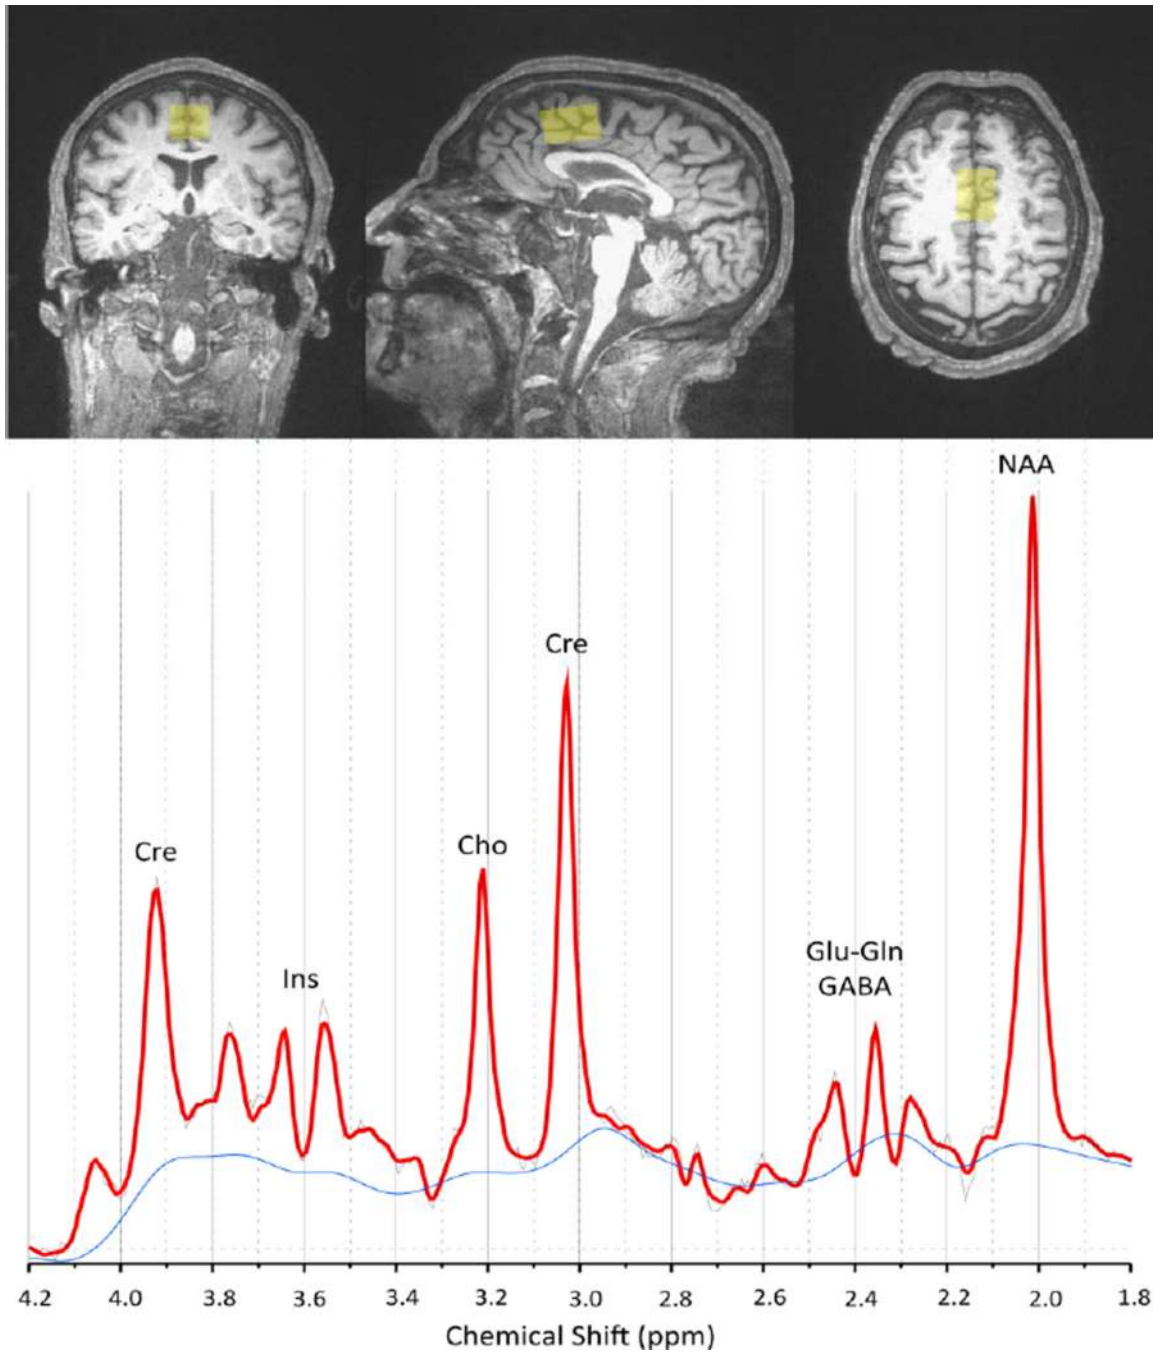 NAA
Cre
Cre
Cho
Glu-Gln
GABA
Ins
4.2 4.0 3.8 3.6 3.4 3.2 3.0 2.8 2.6 2.4 2.2 2.0 1.8
Chemical Shift (ppm)